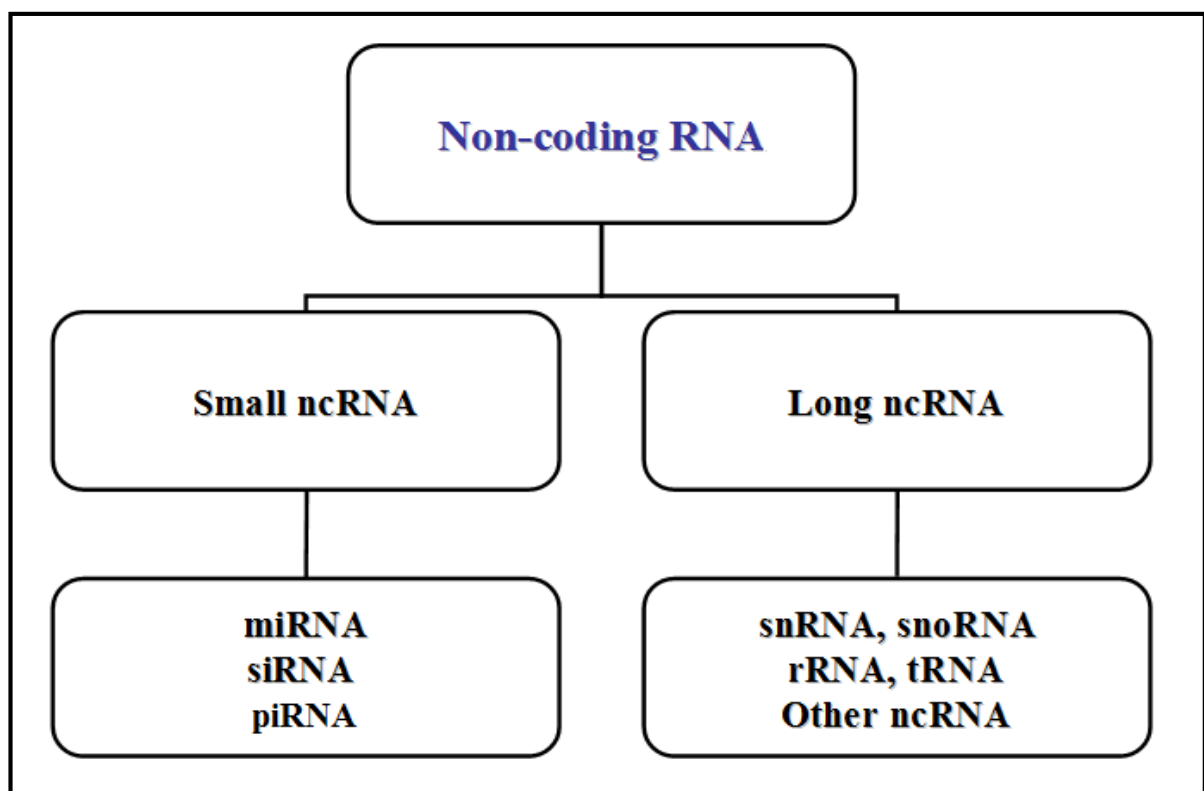 Non-coding RNA
Small ncRNA
Long ncRNA
miRNA
siRNA
piRNA
snRNA, snoRNA
rRNA, tRNA
Other ncRNA